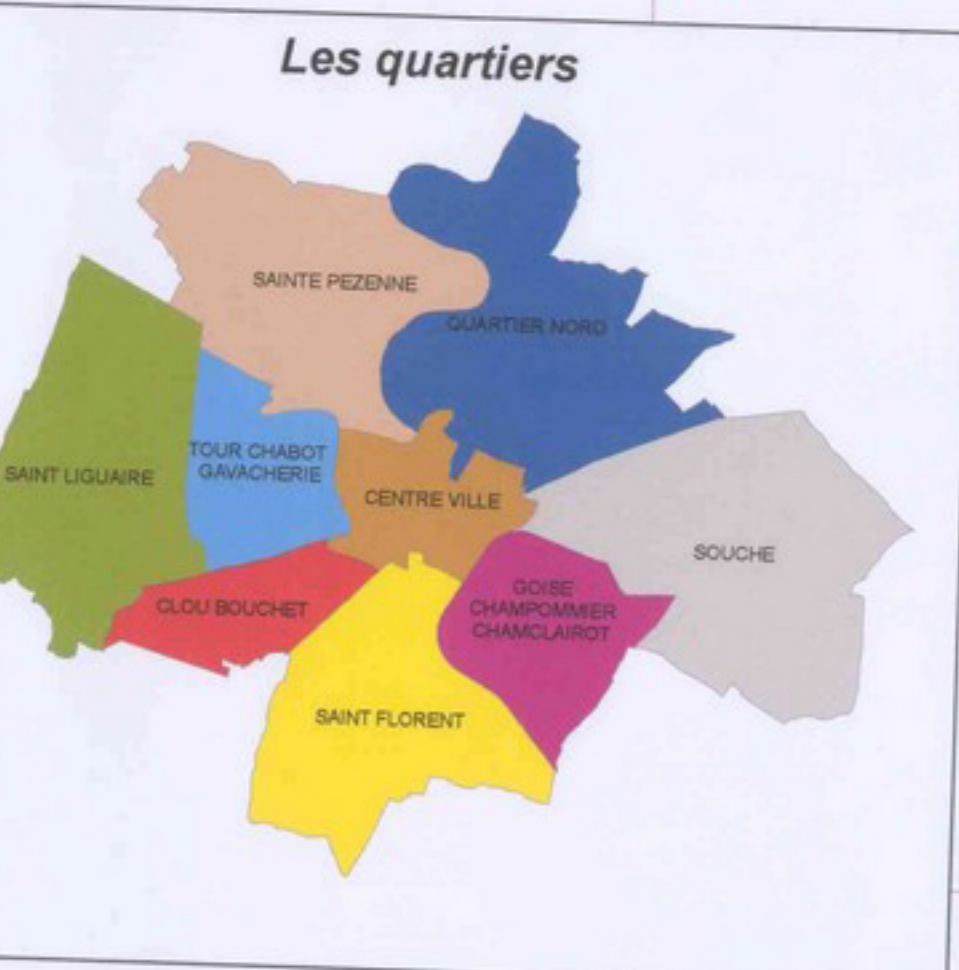 Les quartiers
SAINTE PEZENNE
QUARTIER NORD
TOUR CHABOT
GAVACHERIE
SAINT LIGUAIRE
CENTRE VILLE
SOUCHE
GOISE
CHAMPOMMIER
CHAMCLAIROT
CLOU BOUCHET
SAINT FLORENT